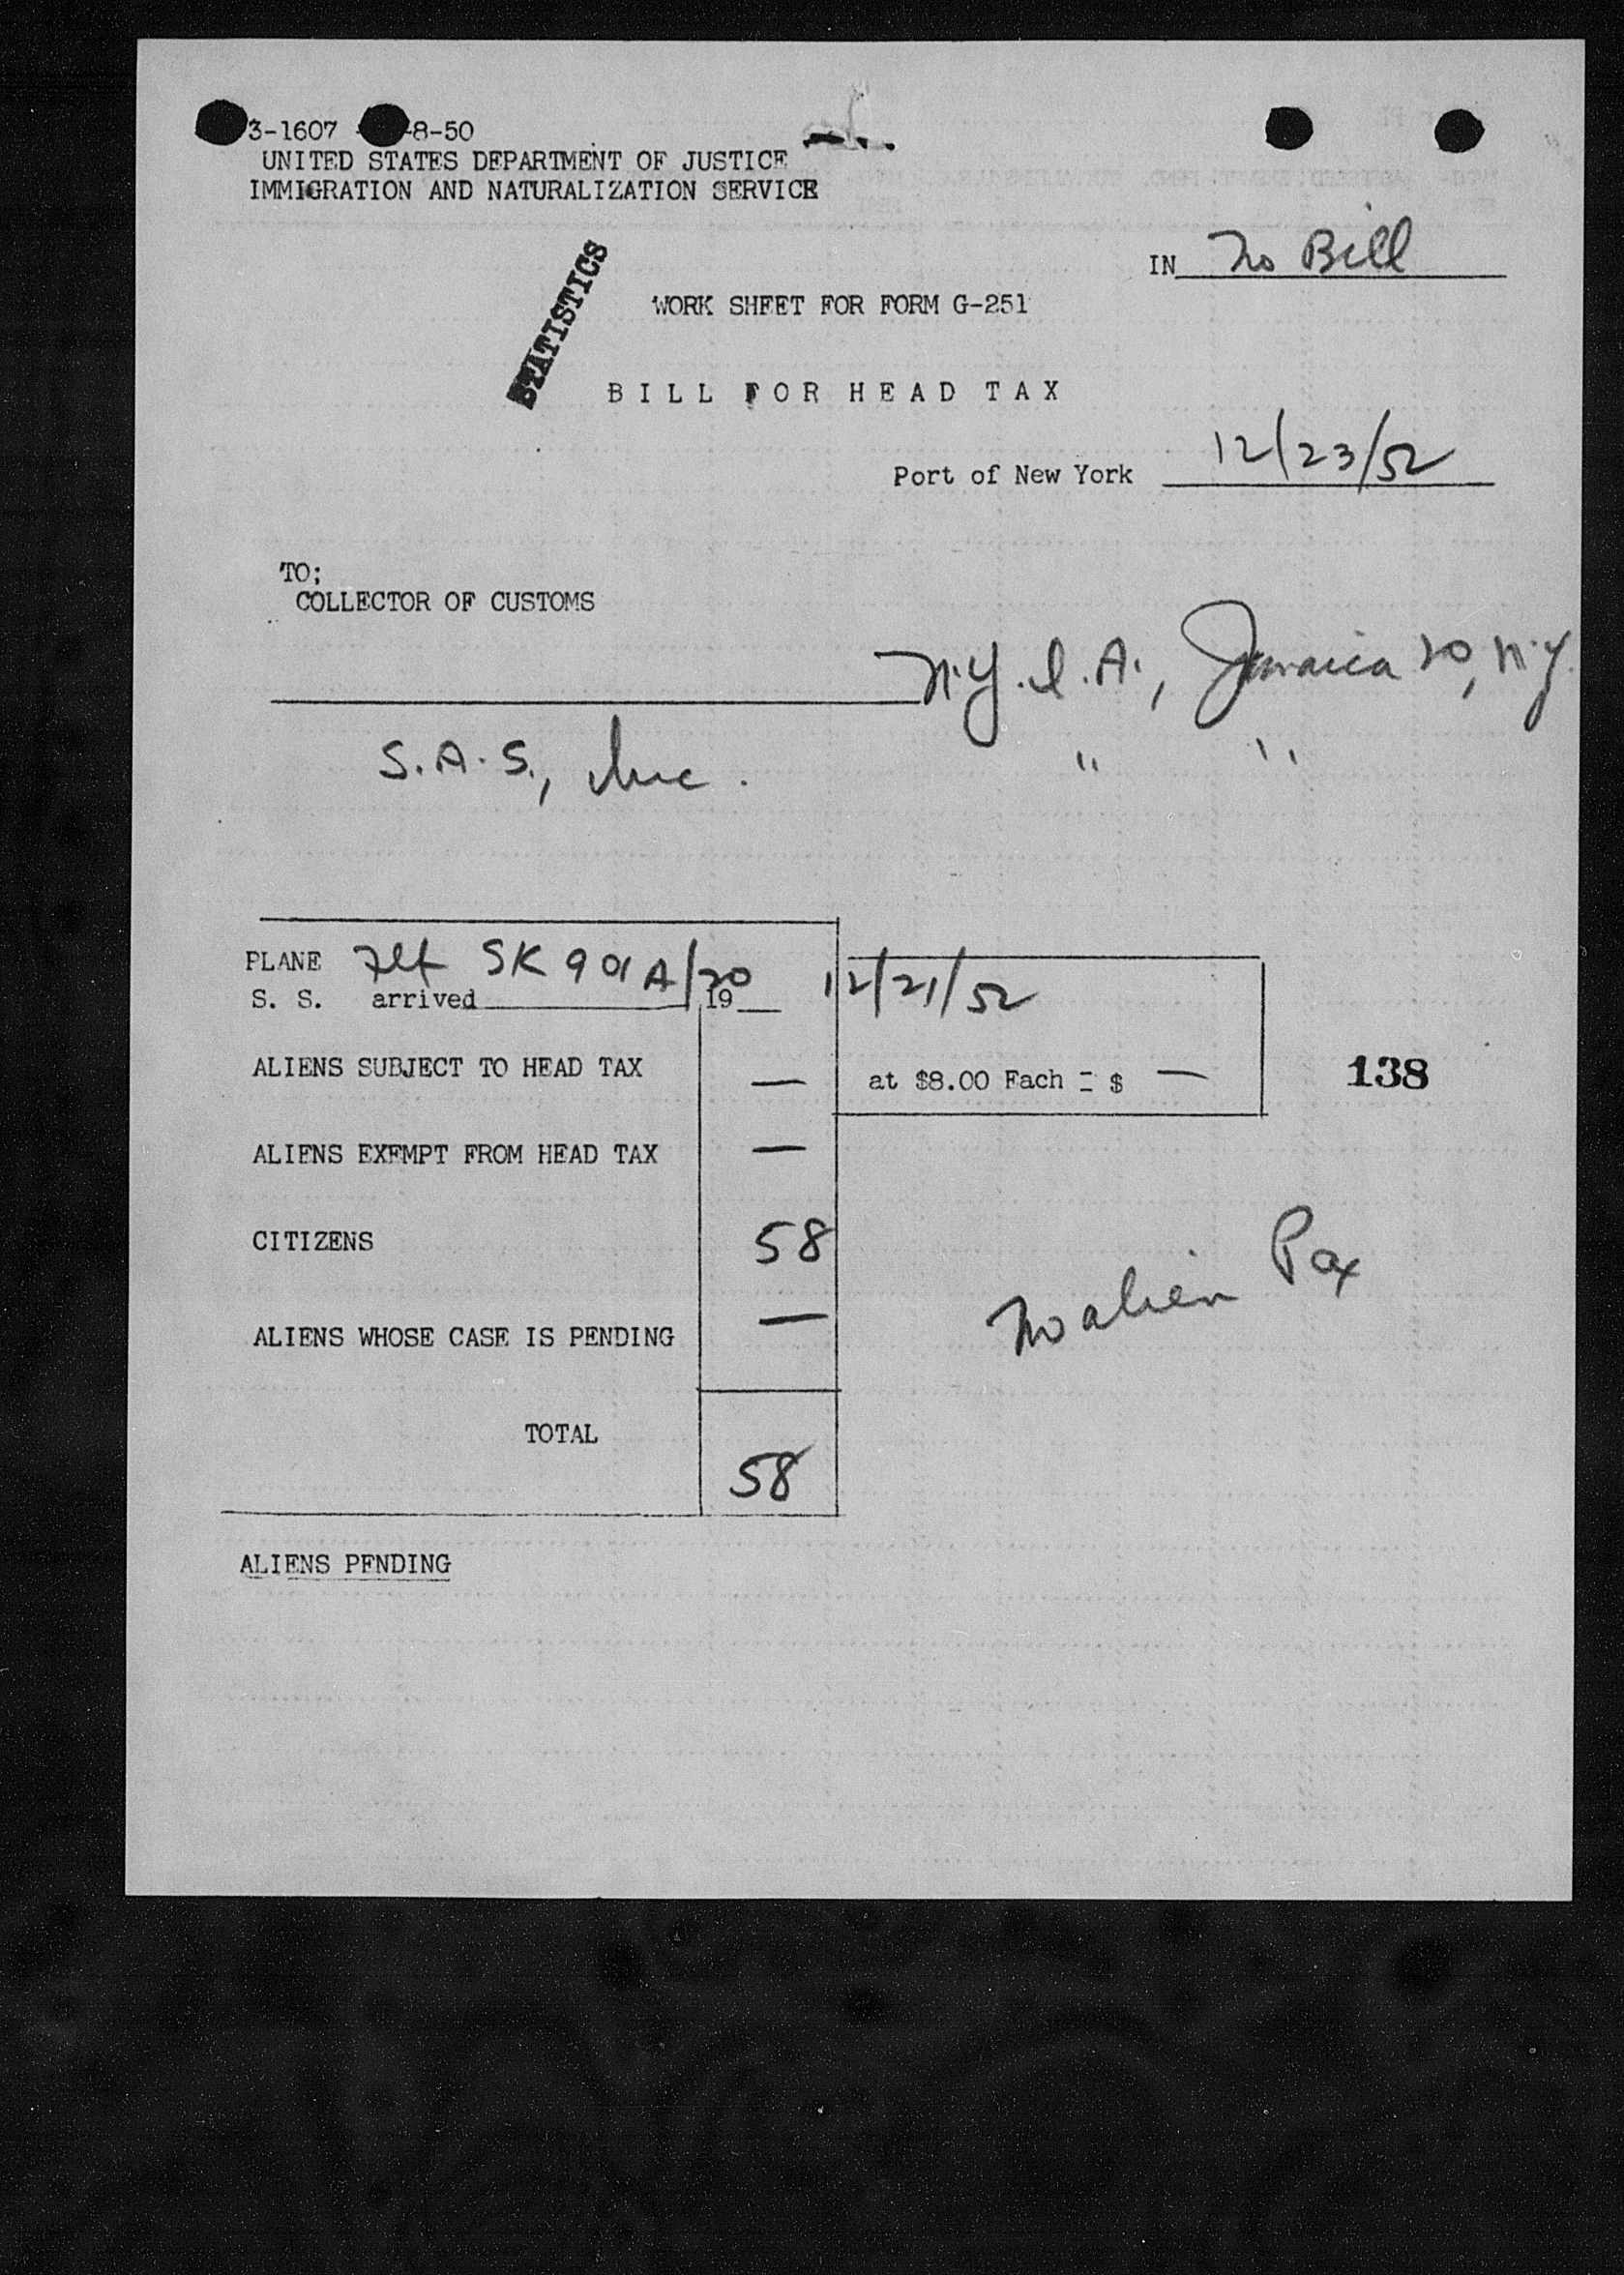 3-1607 -8-50
UNITED STATES DEPARTMENT OF JUSTICE
IMMIGRATION AND NATURALIZATION SERVICE
IN No Bill
STATISTICS
WORK SHEET FOR FORM G-251
BILL FOR HEAD TAX
Port of New York 12/23/52
TO:
COLLECTOR OF CUSTOMS
N.Y.I.A., Jamaica 20, N.Y.
S.A.S., Inc. " "
PLANE Flt SK 901A/20 12/21/52
S. S. arrived 19
ALIENS SUBJECT TO HEAD TAX — at $8.00 Each = $ — 138
ALIENS EXEMPT FROM HEAD TAX —
CITIZENS 58
No alien Pax
ALIENS WHOSE CASE IS PENDING —
TOTAL 58
ALIENS PENDING